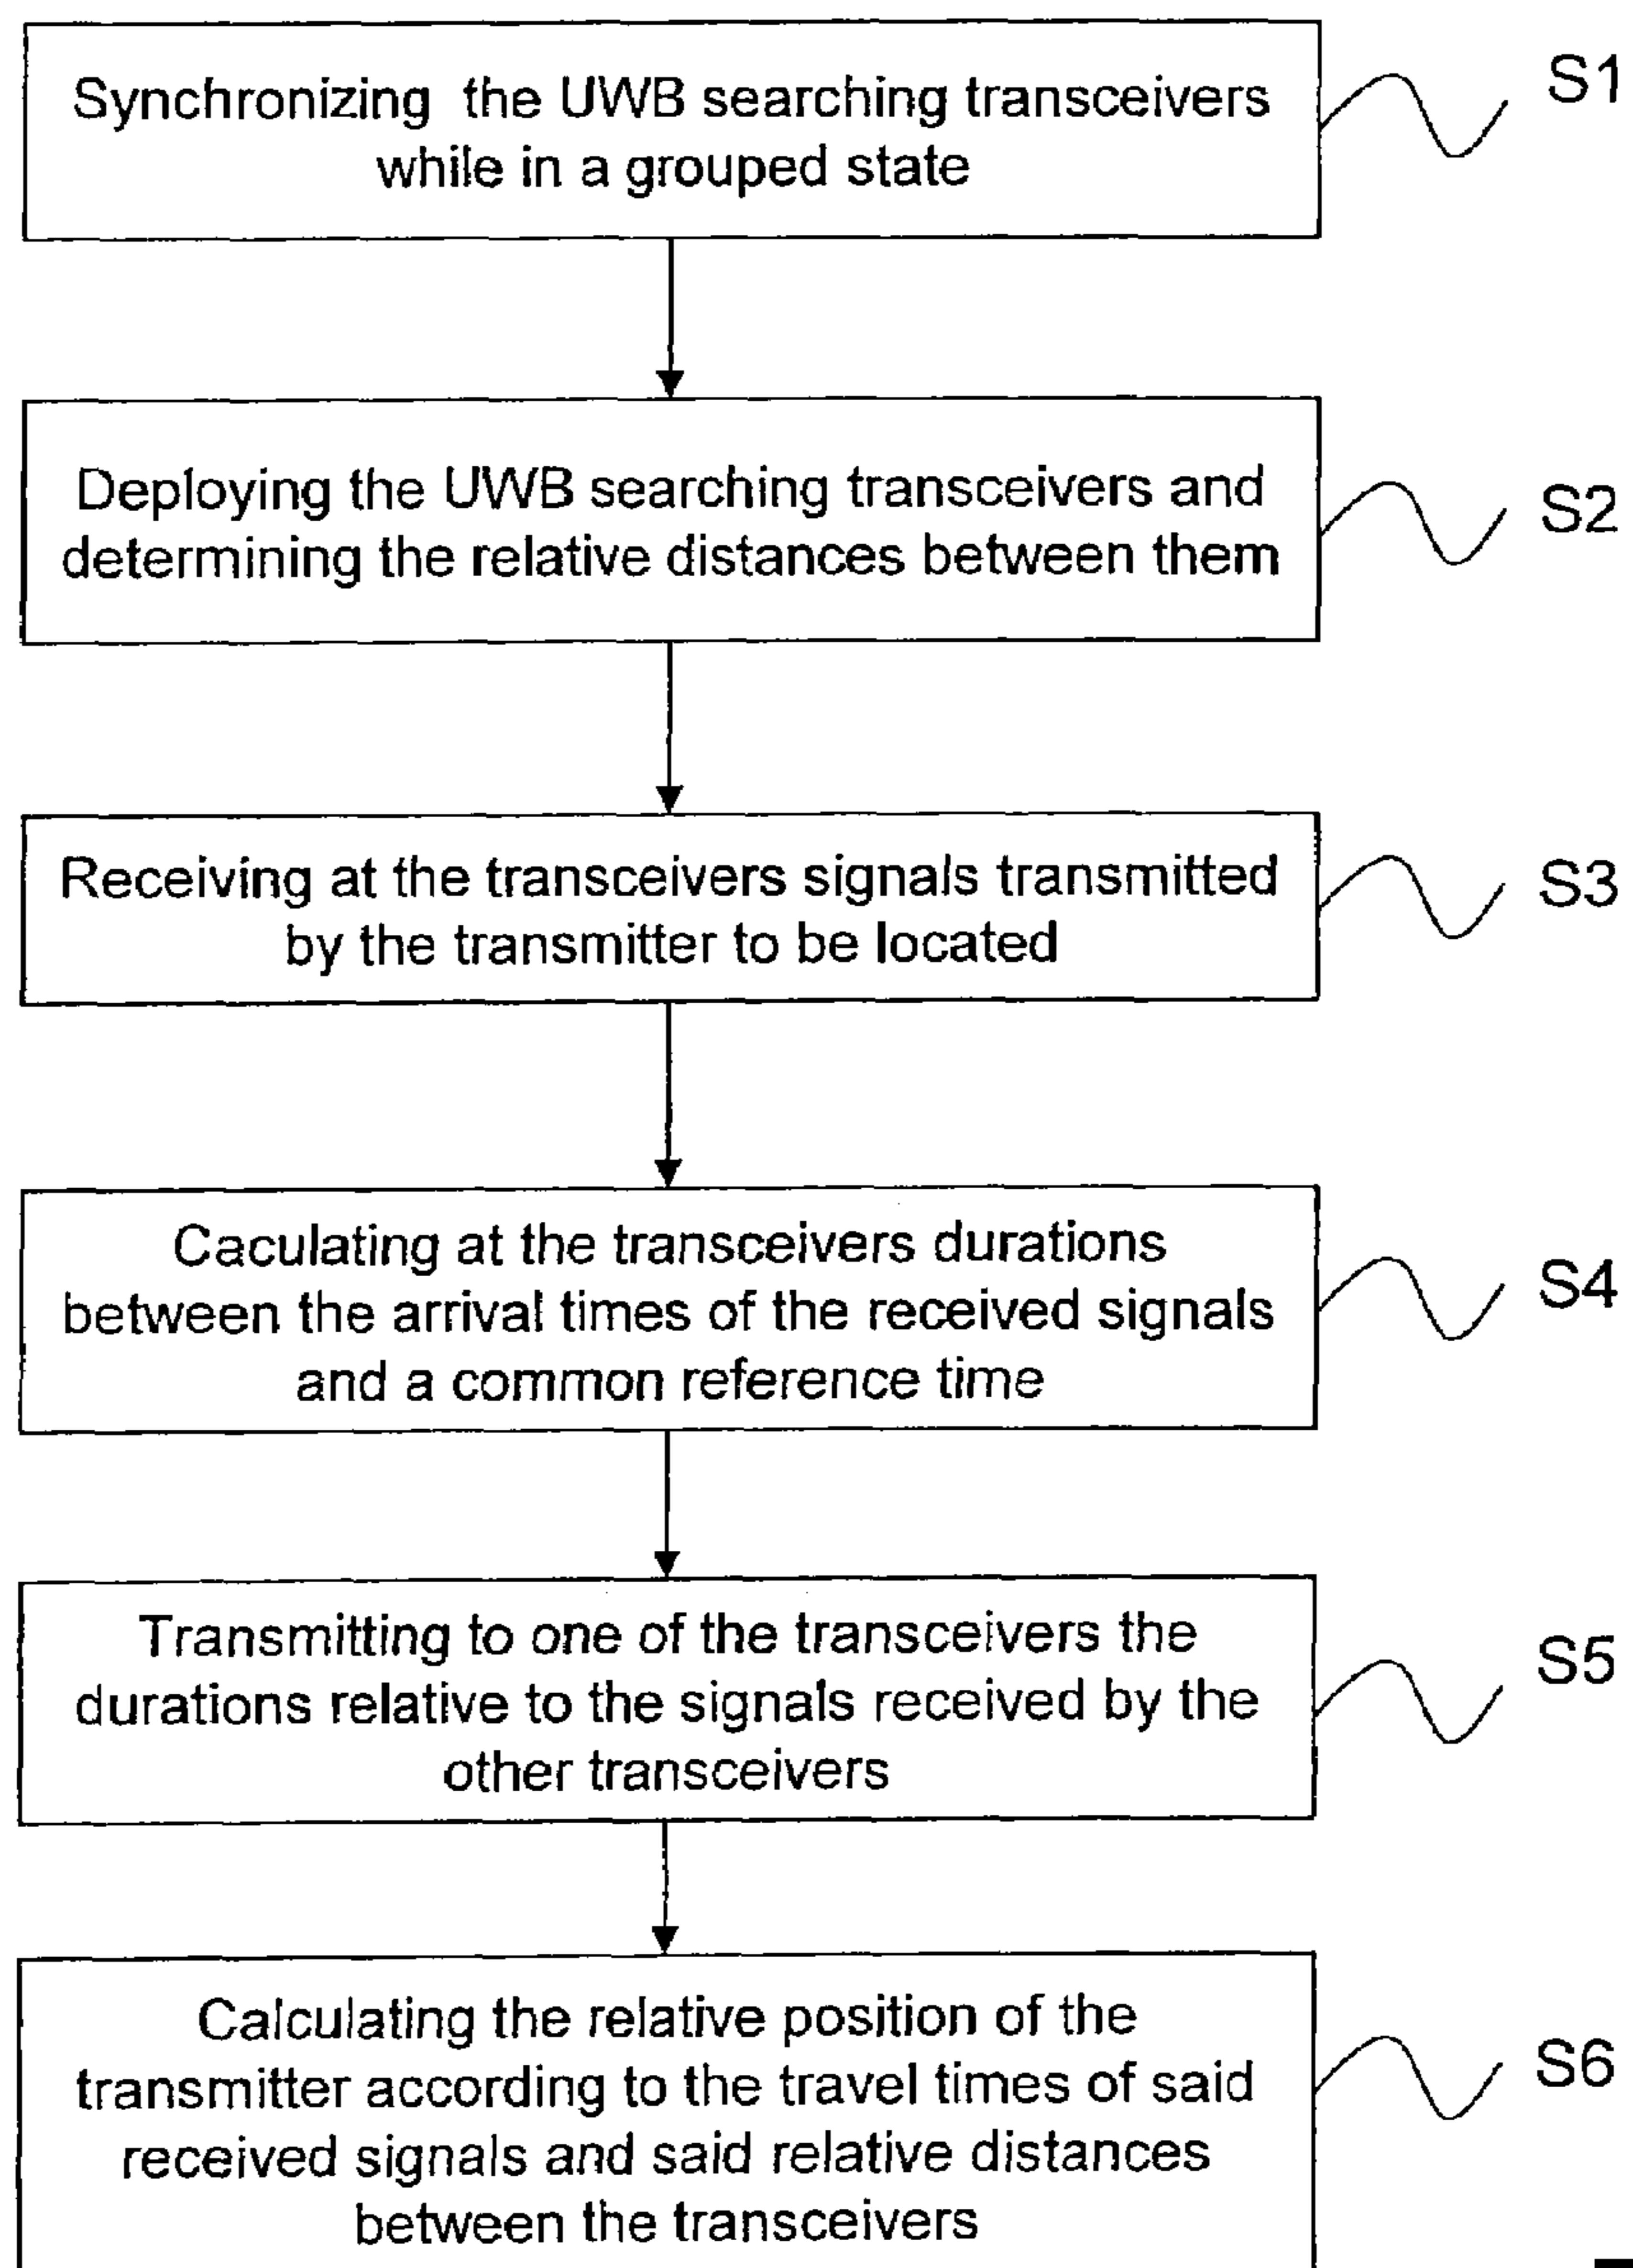 Synchronizing the UWB searching transceivers
while in a grouped state
S1
Deploying the UWB searching transceivers and
determining the relative distances between them
S2
Receiving at the transceivers signals transmitted
by the transmitter to be located
S3
Caculating at the transceivers durations
between the arrival times of the received signals
and a common reference time
S4
Transmitting to one of the transceivers the
durations relative to the signals received by the
other transceivers
S5
Calculating the relative position of the
transmitter according to the travel times of said
received signals and said relative distances
between the transceivers
S6